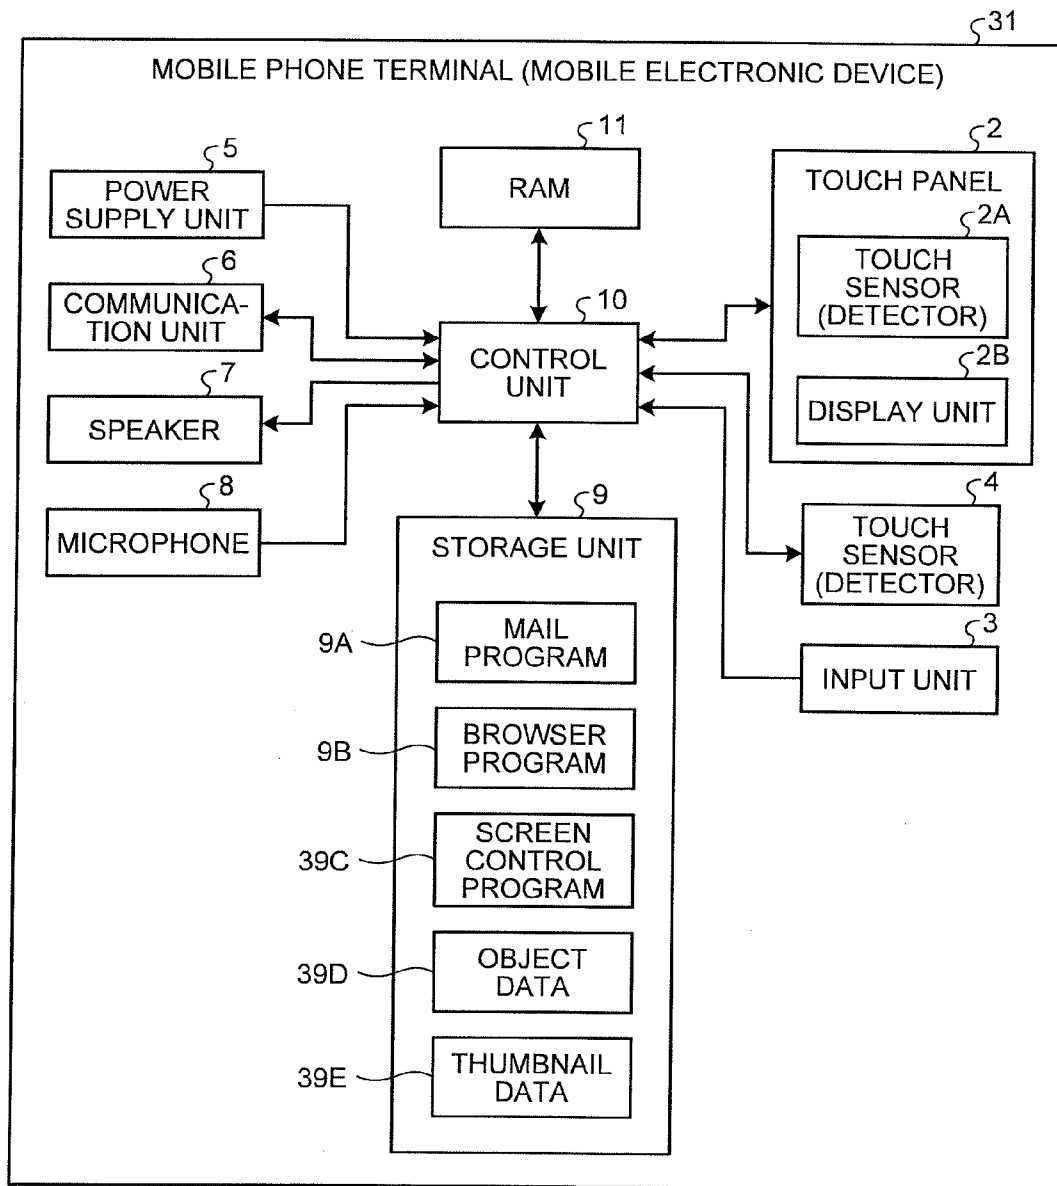 31
MOBILE PHONE TERMINAL (MOBILE ELECTRONIC DEVICE)
5
POWER
SUPPLY UNIT
6
COMMUNICA-
TION UNIT
7
SPEAKER
8
MICROPHONE
11
RAM
10
CONTROL
UNIT
2
TOUCH PANEL
2A
TOUCH
SENSOR
(DETECTOR)
2B
DISPLAY UNIT
4
TOUCH
SENSOR
(DETECTOR)
3
INPUT UNIT
9
STORAGE UNIT
9A
MAIL
PROGRAM
9B
BROWSER
PROGRAM
39C
SCREEN
CONTROL
PROGRAM
39D
OBJECT
DATA
39E
THUMBNAIL
DATA